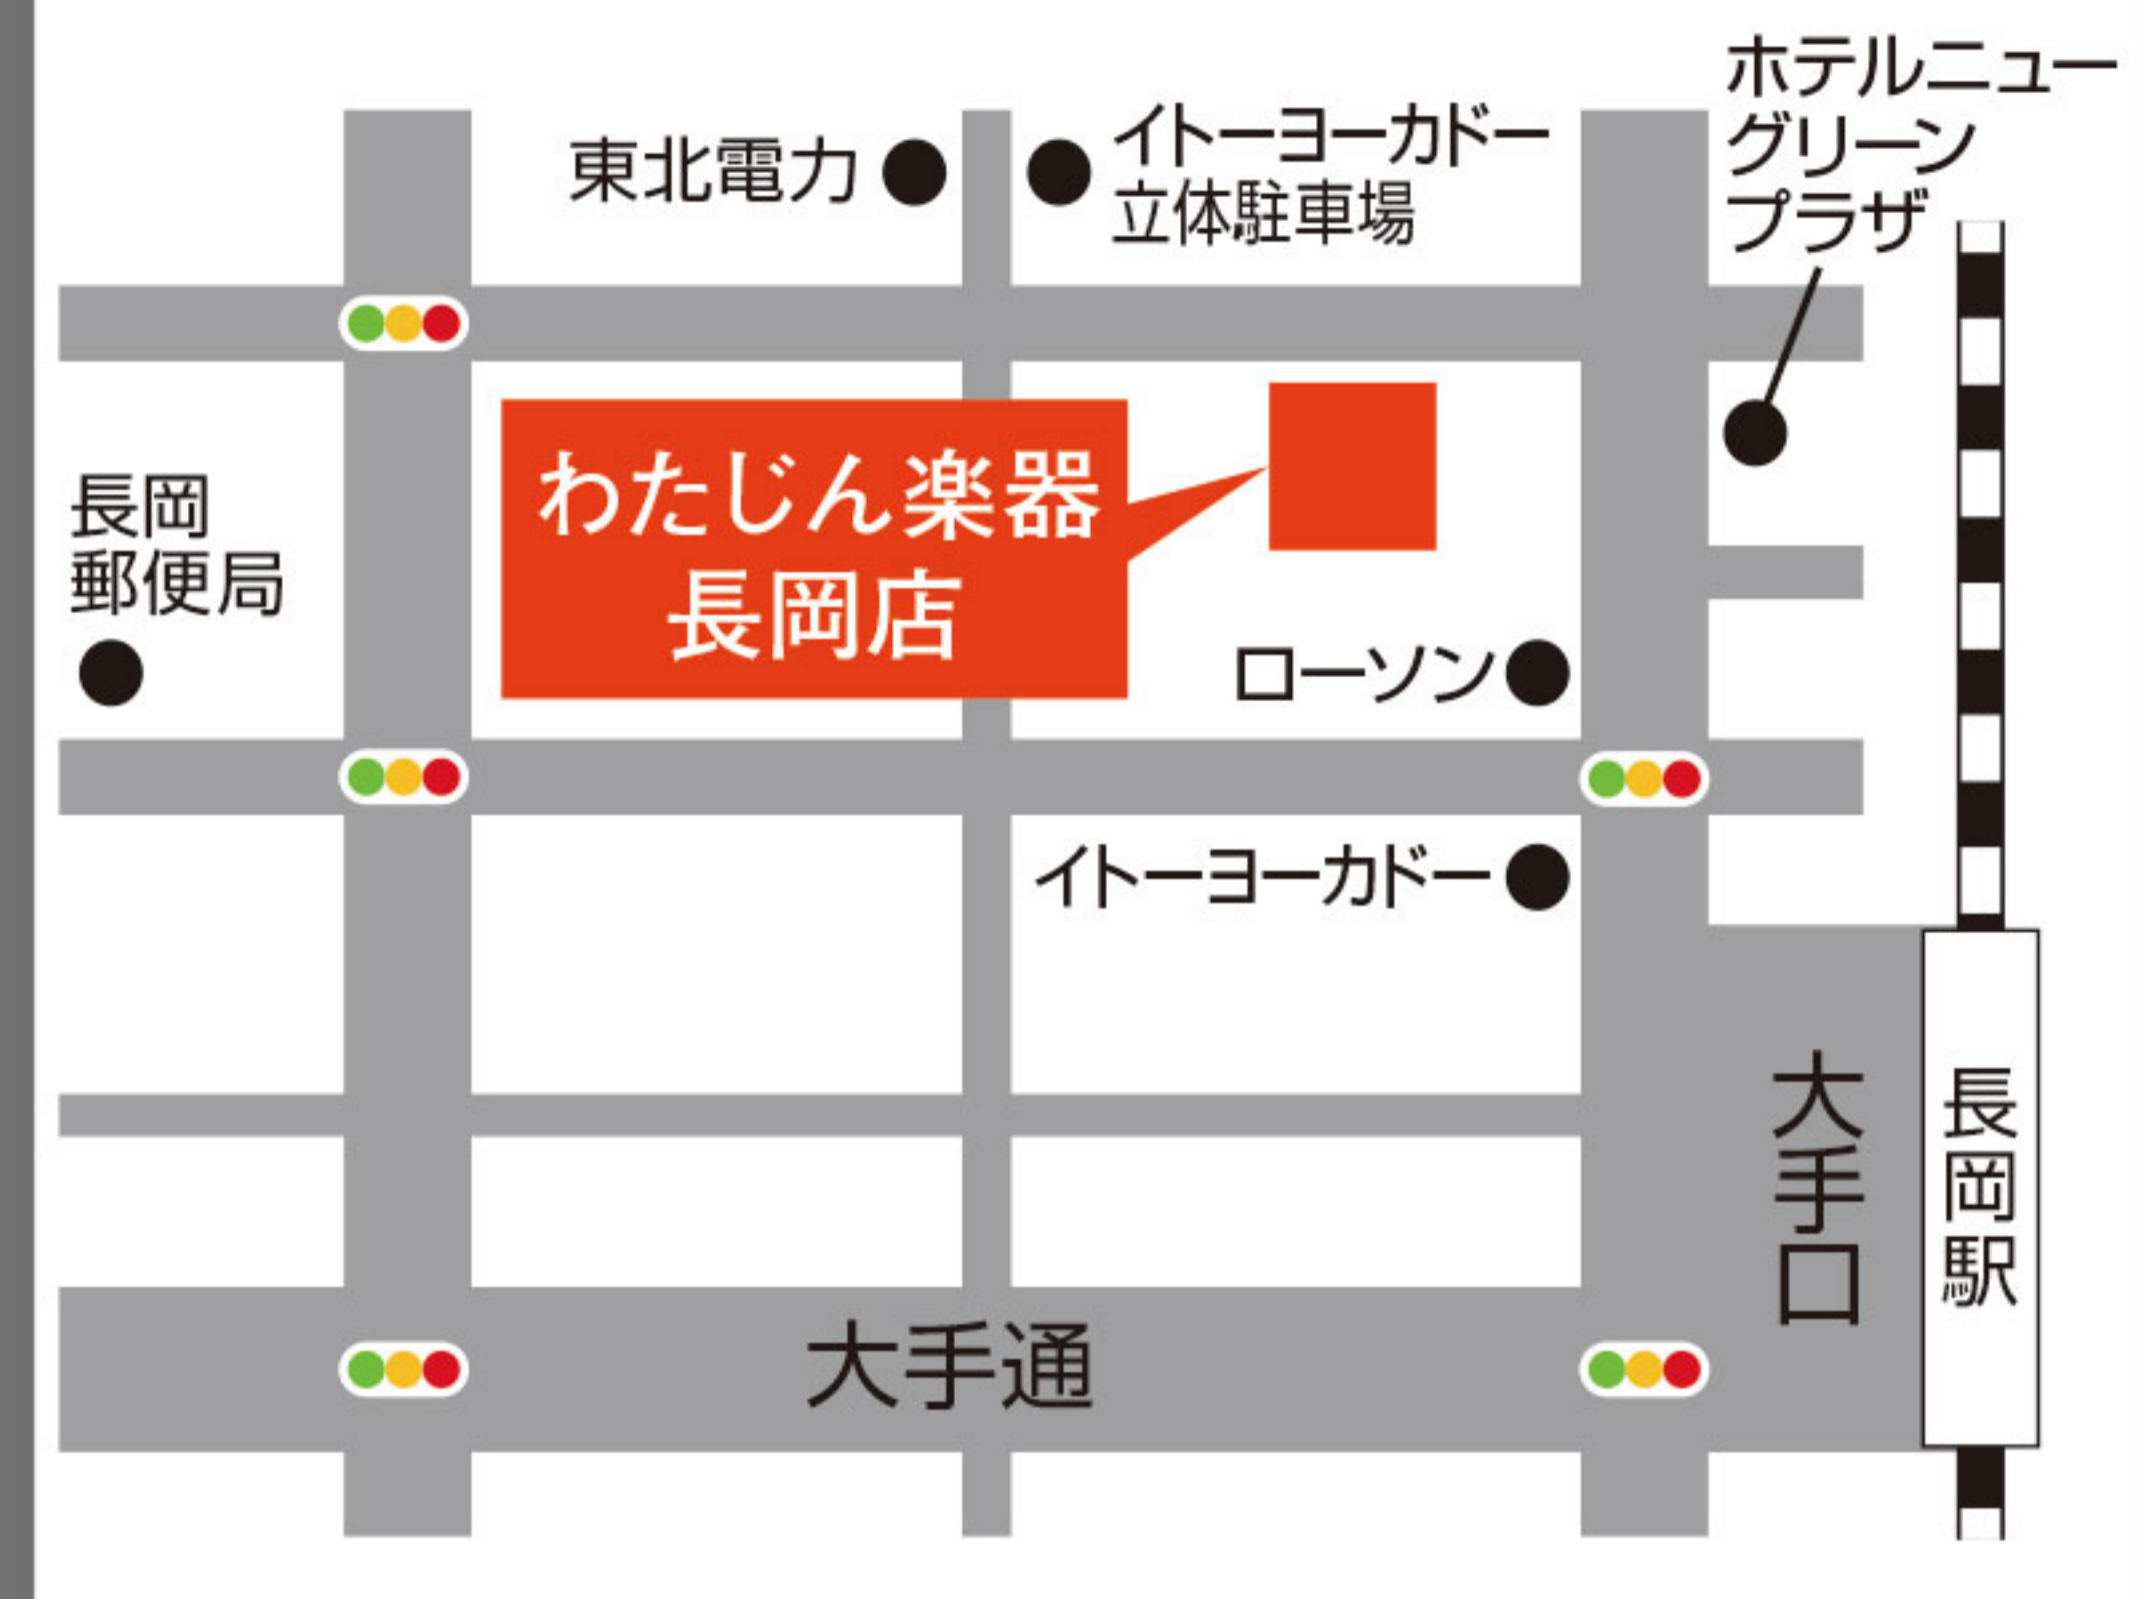 ホテルニュー
グリーン
プラザ
東北電力
イトーヨーカドー
立体駐車場
わたじん楽器
長岡店
長岡
郵便局
ローソン
イトーヨーカドー
大手口
長岡駅
大手通